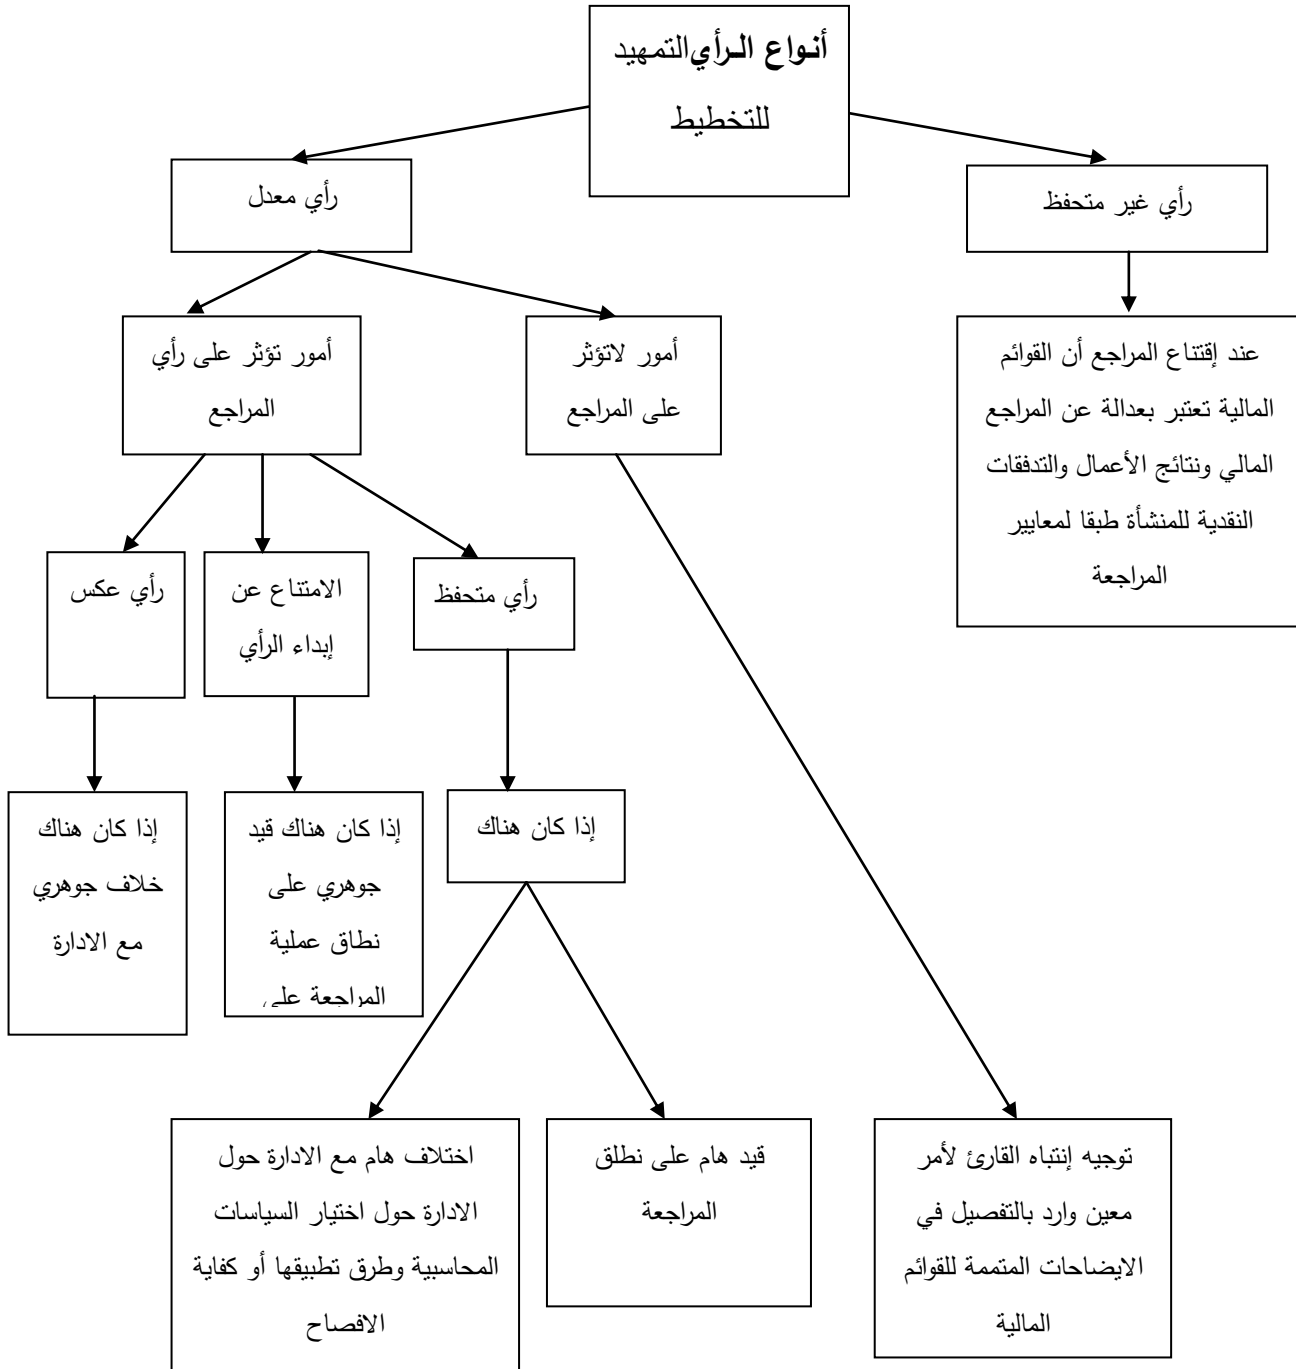 أنواع الرأي التمهيد
للتخطيط
رأي غير متحفظ
رأي معدل
عند إقتناع المراجع أن القوائم
المالية تعتبر بعدالة عن المراجع
المالي ونتائج الأعمال والتدفقات
النقدية للمنشأة طبقا لمعايير
المراجعة
أمور لاتؤثر
على المراجع
أمور تؤثر على رأي
المراجع
رأي متحفظ
الامتناع عن
إبداء الرأي
رأي عكس
إذا كان هناك
إذا كان هناك قيد
جوهري على
نطاق عملية
المراجعة على
إذا كان هناك
خلاف جوهري
مع الادارة
توجيه إنتباه القارئ لأمر
معين وارد بالتفصيل في
الايضاحات المتممة للقوائم
المالية
قيد هام على نطلق
المراجعة
اختلاف هام مع الادارة حول
الادارة حول اختيار السياسات
المحاسبية وطرق تطبيقها أو كفاية
الافصاح